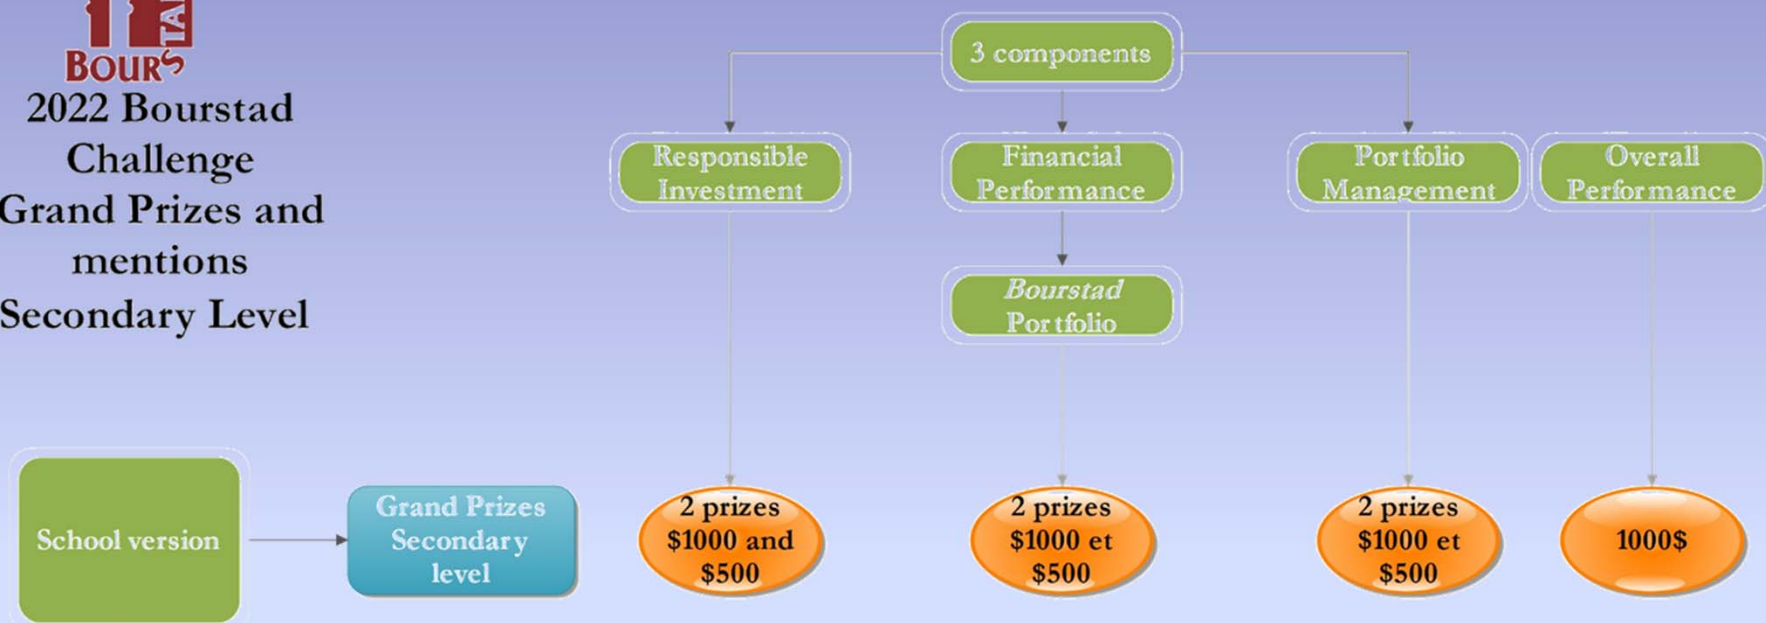 TAD
BOURS
2022 Bourstad
Challenge
Grand Prizes and
mentions
Secondary Level
3 components
Responsible
Investment
Financial
Performance
Portfolio
Management
Overall
Performance
Bourstad
Portfolio
School version
Grand Prizes
Secondary
level
2 prizes
$1000 and
$500
2 prizes
$1000 et
$500
2 prizes
$1000 et
$500
1000$